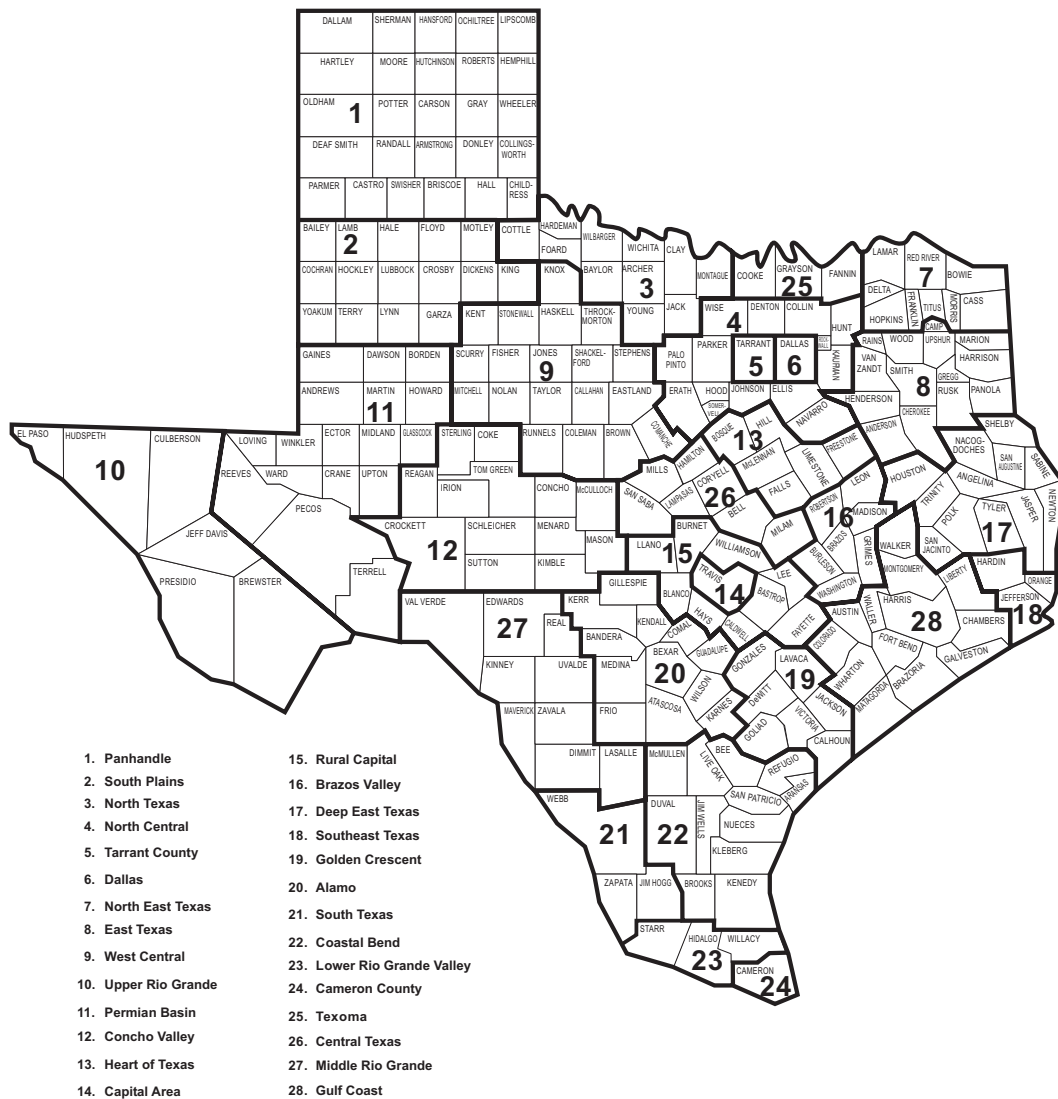 DALLAM SHERMAN HANSFORD OCHILTREE LIPSCOMB
HARTLEY MOORE HUTCHINSON ROBERTS HEMPHILL
OLDHAM 1 POTTER CARSON GRAY WHEELER
DEAF SMITH RANDALL ARMSTRONG DONLEY COLLINGS-
WORTH
PARMER CASTRO SWISHER BRISCOE HALL CHILD-
RESS
BAILEY LAMB HALE FLOYD MOTLEY COTTLE HARDEMAN WILBARGER WICHITA CLAY
2 FOARD
COCHRAN HOCKLEY LUBBOCK CROSBY DICKENS KING KNOX BAYLOR ARCHER MONTAGUE COOKE GRAYSON FANNIN
3 25
LAMAR RED RIVER BOWIE
7
DELTA FRANKLIN TITUS MORRIS CASS
HOPKINS CAMP
YOAKUM TERRY LYNN GARZA KENT STONEWALL HASKELL THROCK-
MORTON YOUNG JACK WISE DENTON COLLIN HUNT
4
ROCK-
WALL
GAINES DAWSON BORDEN SCURRY FISHER JONES SHACKEL-
FORD STEPHENS PALO
PINTO PARKER TARRANT DALLAS KAUFMAN
9 5 6
RAINS WOOD UPSHUR MARION
VAN
ZANDT SMITH HARRISON
8 GREGG
RUSK PANOLA
ANDREWS MARTIN HOWARD MITCHELL NOLAN TAYLOR CALLAHAN EASTLAND ERATH HOOD JOHNSON ELLIS HENDERSON CHEROKEE
11
SOMER-
VELL
COMANCHE BOSQUE HILL NAVARRO ANDERSON
13
EL PASO HUDSPETH CULBERSON LOVING WINKLER ECTOR MIDLAND GLASSCOCK STERLING COKE RUNNELS COLEMAN BROWN
10
REEVES WARD CRANE UPTON REAGAN IRION TOM GREEN CONCHO McCULLOCH
MILLS HAMILTON CORYELL McLENNAN LIMESTONE FREESTONE
26
SAN SABA LAMPASAS BELL FALLS
LEON HOUSTON NACOG-
DOCHES SHELBY
SAN
AUGUSTINE SABINE
ANGELINA
ROBERTSON MADISON TRINITY POLK TYLER JASPER NEWTON
16 17
JEFF DAVIS PECOS CROCKETT SCHLEICHER MENARD MASON
12
PRESIDIO BREWSTER TERRELL SUTTON KIMBLE
LLANO BURNET WILLIAMSON MILAM
15
BRAZOS GRIMES WALKER SAN
JACINTO
BURLESON MONTGOMERY LIBERTY HARDIN
ORANGE
JEFFERSON
18
GILLESPIE BLANCO TRAVIS LEE WASHINGTON
14
BASTROP
VAL VERDE EDWARDS KERR KENDALL HAYS CALDWELL FAYETTE AUSTIN WALLER HARRIS CHAMBERS
27 28
REAL BANDERA COMAL
COLORADO FORT BEND GALVESTON
KINNEY UVALDE MEDINA BEXAR GUADALUPE GONZALES LAVACA WHARTON BRAZORIA
20 19
MATAGORDA
MAVERICK ZAVALA FRIO ATASCOSA WILSON KARNES DeWITT JACKSON
GOLIAD VICTORIA
CALHOUN
DIMMIT LASALLE McMULLEN LIVE OAK BEE REFUGIO
ARANSAS
SAN PATRICIO
WEBB DUVAL JIM WELLS NUECES
21 22
KLEBERG
ZAPATA JIM HOGG BROOKS KENEDY
STARR HIDALGO WILLACY
23
CAMERON
24
1. Panhandle
2. South Plains
3. North Texas
4. North Central
5. Tarrant County
6. Dallas
7. North East Texas
8. East Texas
9. West Central
10. Upper Rio Grande
11. Permian Basin
12. Concho Valley
13. Heart of Texas
14. Capital Area
15. Rural Capital
16. Brazos Valley
17. Deep East Texas
18. Southeast Texas
19. Golden Crescent
20. Alamo
21. South Texas
22. Coastal Bend
23. Lower Rio Grande Valley
24. Cameron County
25. Texoma
26. Central Texas
27. Middle Rio Grande
28. Gulf Coast